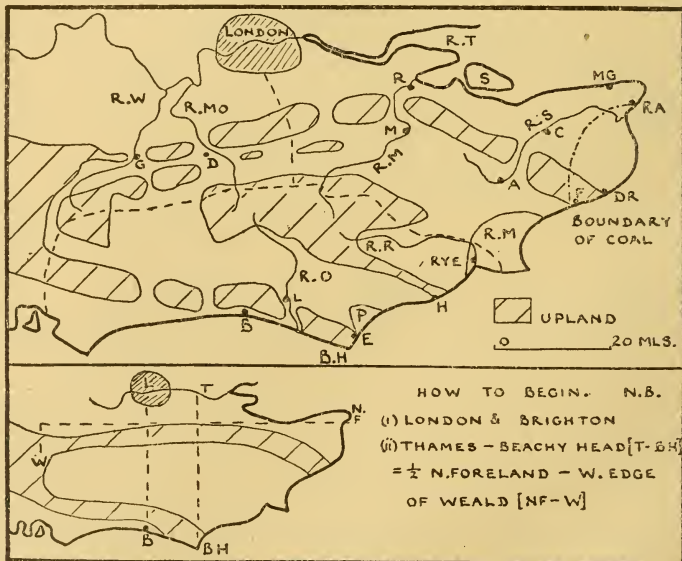 LONDON
R.T
R.W
R.MO
R
S
MG
RA
R.S
C
M
R.M
G
D
A
F
DR
BOUNDARY
OF COAL
R.M
R.R
RYE
R.O
L
P
H
B
E
B.H
UPLAND
0 20 MLS.
L
T
N.
F
W
B
BH
HOW TO BEGIN. N.B.
(i) LONDON & BRIGHTON
(ii) THAMES – BEACHY HEAD [T-BH]
= ½ N.FORELAND – W. EDGE
OF WEALD [NF-W]